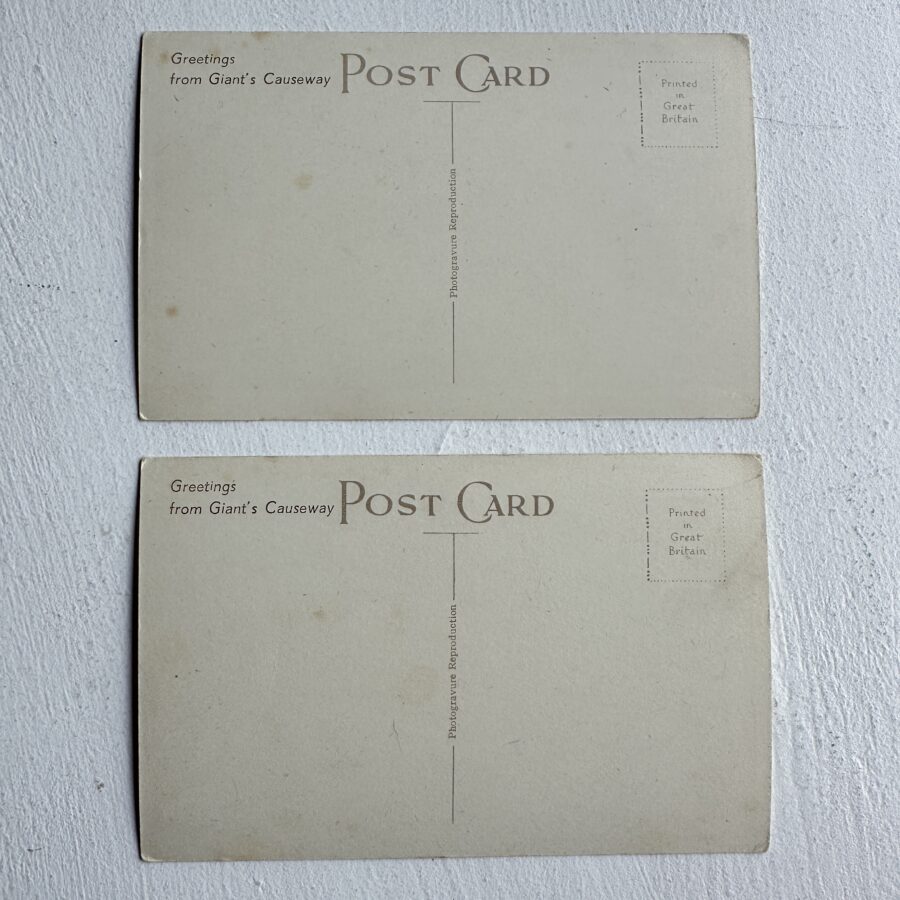 Greetings
from Giant's Causeway
POST CARD
Printed
in
Great
Britain
Photogravure Reproduction
Greetings
from Giant's Causeway
POST CARD
Printed
in
Great
Britain
Photogravure Reproduction